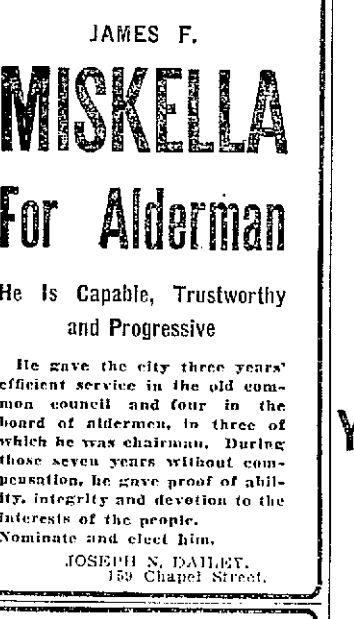 JAMES F.
MISKELLA
For Alderman
He Is Capable, Trustworthy
and Progressive
He gave the city three years'
efficient service in the old com-
mon council and four in the
board of aldermen, in three of
which he was chairman. During
those seven years without com-
pensation, he gave proof of abil-
ity, integrity and devotion to the
interests of the people.
Nominate and elect him.
JOSEPH N. DAILEY.
159 Chapel Street.
Y